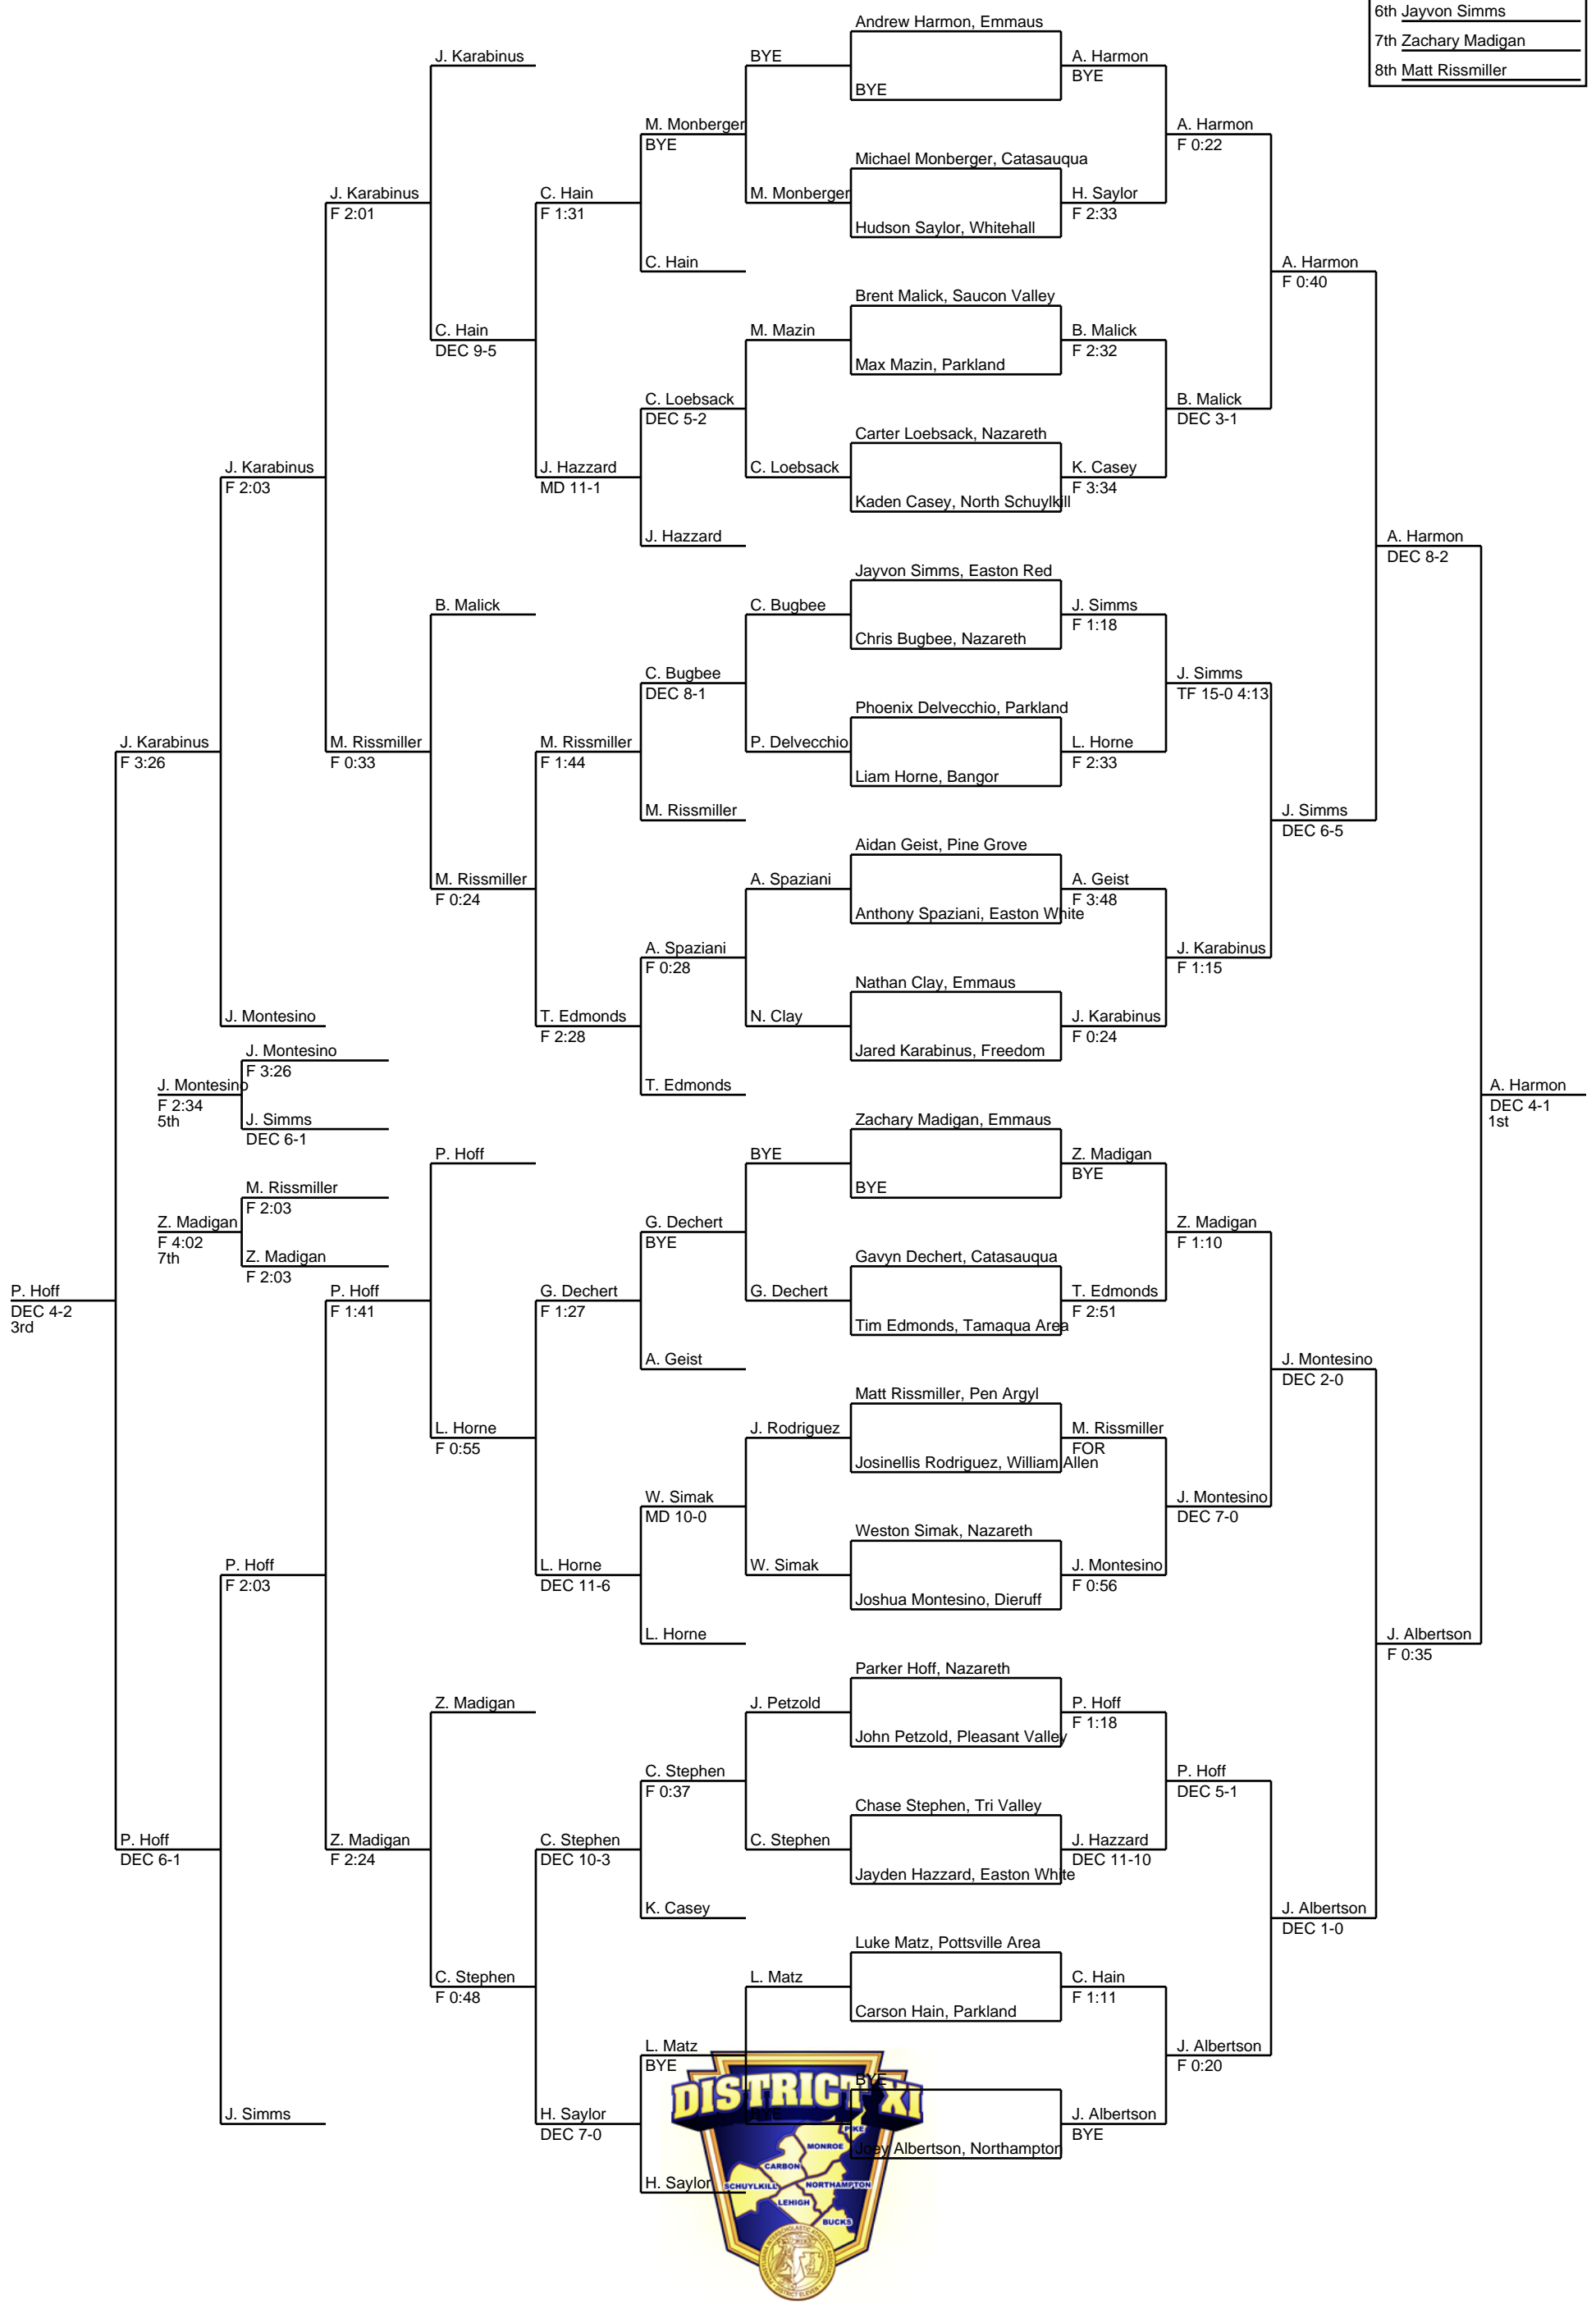 6th Jayvon Simms
7th Zachary Madigan
8th Matt Rissmiller
Andrew Harmon, Emmaus
J. Karabinus
BYE
A. Harmon
BYE
BYE
M. Monberger
BYE
A. Harmon
F 0:22
Michael Monberger, Catasauqua
J. Karabinus
F 2:01
C. Hain
F 1:31
M. Monberger
H. Saylor
F 2:33
Hudson Saylor, Whitehall
C. Hain
A. Harmon
F 0:40
Brent Malick, Saucon Valley
C. Hain
DEC 9-5
M. Mazin
B. Malick
F 2:32
Max Mazin, Parkland
C. Loebsack
DEC 5-2
B. Malick
DEC 3-1
Carter Loebsack, Nazareth
J. Karabinus
F 2:03
J. Hazzard
MD 11-1
C. Loebsack
K. Casey
F 3:34
Kaden Casey, North Schuylkill
J. Hazzard
A. Harmon
DEC 8-2
Jayvon Simms, Easton Red
B. Malick
C. Bugbee
J. Simms
F 1:18
Chris Bugbee, Nazareth
C. Bugbee
DEC 8-1
J. Simms
TF 15-0 4:13
Phoenix Delvecchio, Parkland
J. Karabinus
F 3:26
M. Rissmiller
F 0:33
M. Rissmiller
F 1:44
P. Delvecchio
L. Horne
F 2:33
Liam Horne, Bangor
M. Rissmiller
J. Simms
DEC 6-5
Aidan Geist, Pine Grove
M. Rissmiller
F 0:24
A. Spaziani
A. Geist
F 3:48
Anthony Spaziani, Easton White
A. Spaziani
F 0:28
J. Karabinus
F 1:15
Nathan Clay, Emmaus
J. Montesino
T. Edmonds
F 2:28
N. Clay
J. Karabinus
F 0:24
Jared Karabinus, Freedom
J. Montesino
F 3:26
J. Montesino
F 2:34
5th
T. Edmonds
A. Harmon
DEC 4-1
1st
J. Simms
DEC 6-1
Zachary Madigan, Emmaus
P. Hoff
BYE
Z. Madigan
BYE
BYE
M. Rissmiller
F 2:03
Z. Madigan
F 4:02
7th
G. Dechert
BYE
Z. Madigan
F 1:10
Z. Madigan
F 2:03
Gavyn Dechert, Catasauqua
P. Hoff
DEC 4-2
3rd
P. Hoff
F 1:41
G. Dechert
F 1:27
G. Dechert
T. Edmonds
F 2:51
Tim Edmonds, Tamaqua Area
A. Geist
J. Montesino
DEC 2-0
Matt Rissmiller, Pen Argyl
L. Horne
F 0:55
J. Rodriguez
M. Rissmiller
FOR
Josinellis Rodriguez, William Allen
W. Simak
MD 10-0
J. Montesino
DEC 7-0
Weston Simak, Nazareth
P. Hoff
F 2:03
L. Horne
DEC 11-6
W. Simak
J. Montesino
F 0:56
Joshua Montesino, Dieruff
L. Horne
J. Albertson
F 0:35
Parker Hoff, Nazareth
Z. Madigan
J. Petzold
P. Hoff
F 1:18
John Petzold, Pleasant Valley
C. Stephen
F 0:37
P. Hoff
DEC 5-1
Chase Stephen, Tri Valley
P. Hoff
DEC 6-1
Z. Madigan
F 2:24
C. Stephen
DEC 10-3
C. Stephen
J. Hazzard
DEC 11-10
Jayden Hazzard, Easton White
K. Casey
J. Albertson
DEC 1-0
Luke Matz, Pottsville Area
C. Stephen
F 0:48
L. Matz
C. Hain
F 1:11
Carson Hain, Parkland
L. Matz
BYE
J. Albertson
F 0:20
BYE
DISTRICT XI
J. Simms
H. Saylor
DEC 7-0
BYE
J. Albertson
BYE
PIKE
Joey Albertson, Northampton
MONROE
CARBON
H. Saylor
SCHUYLKILL
NORTHAMPTON
LEHIGH
BUCKS
PENNSYLVANIA INTERSCHOLASTIC ATHLETIC ASSOCIATION
DISTRICT ELEVEN